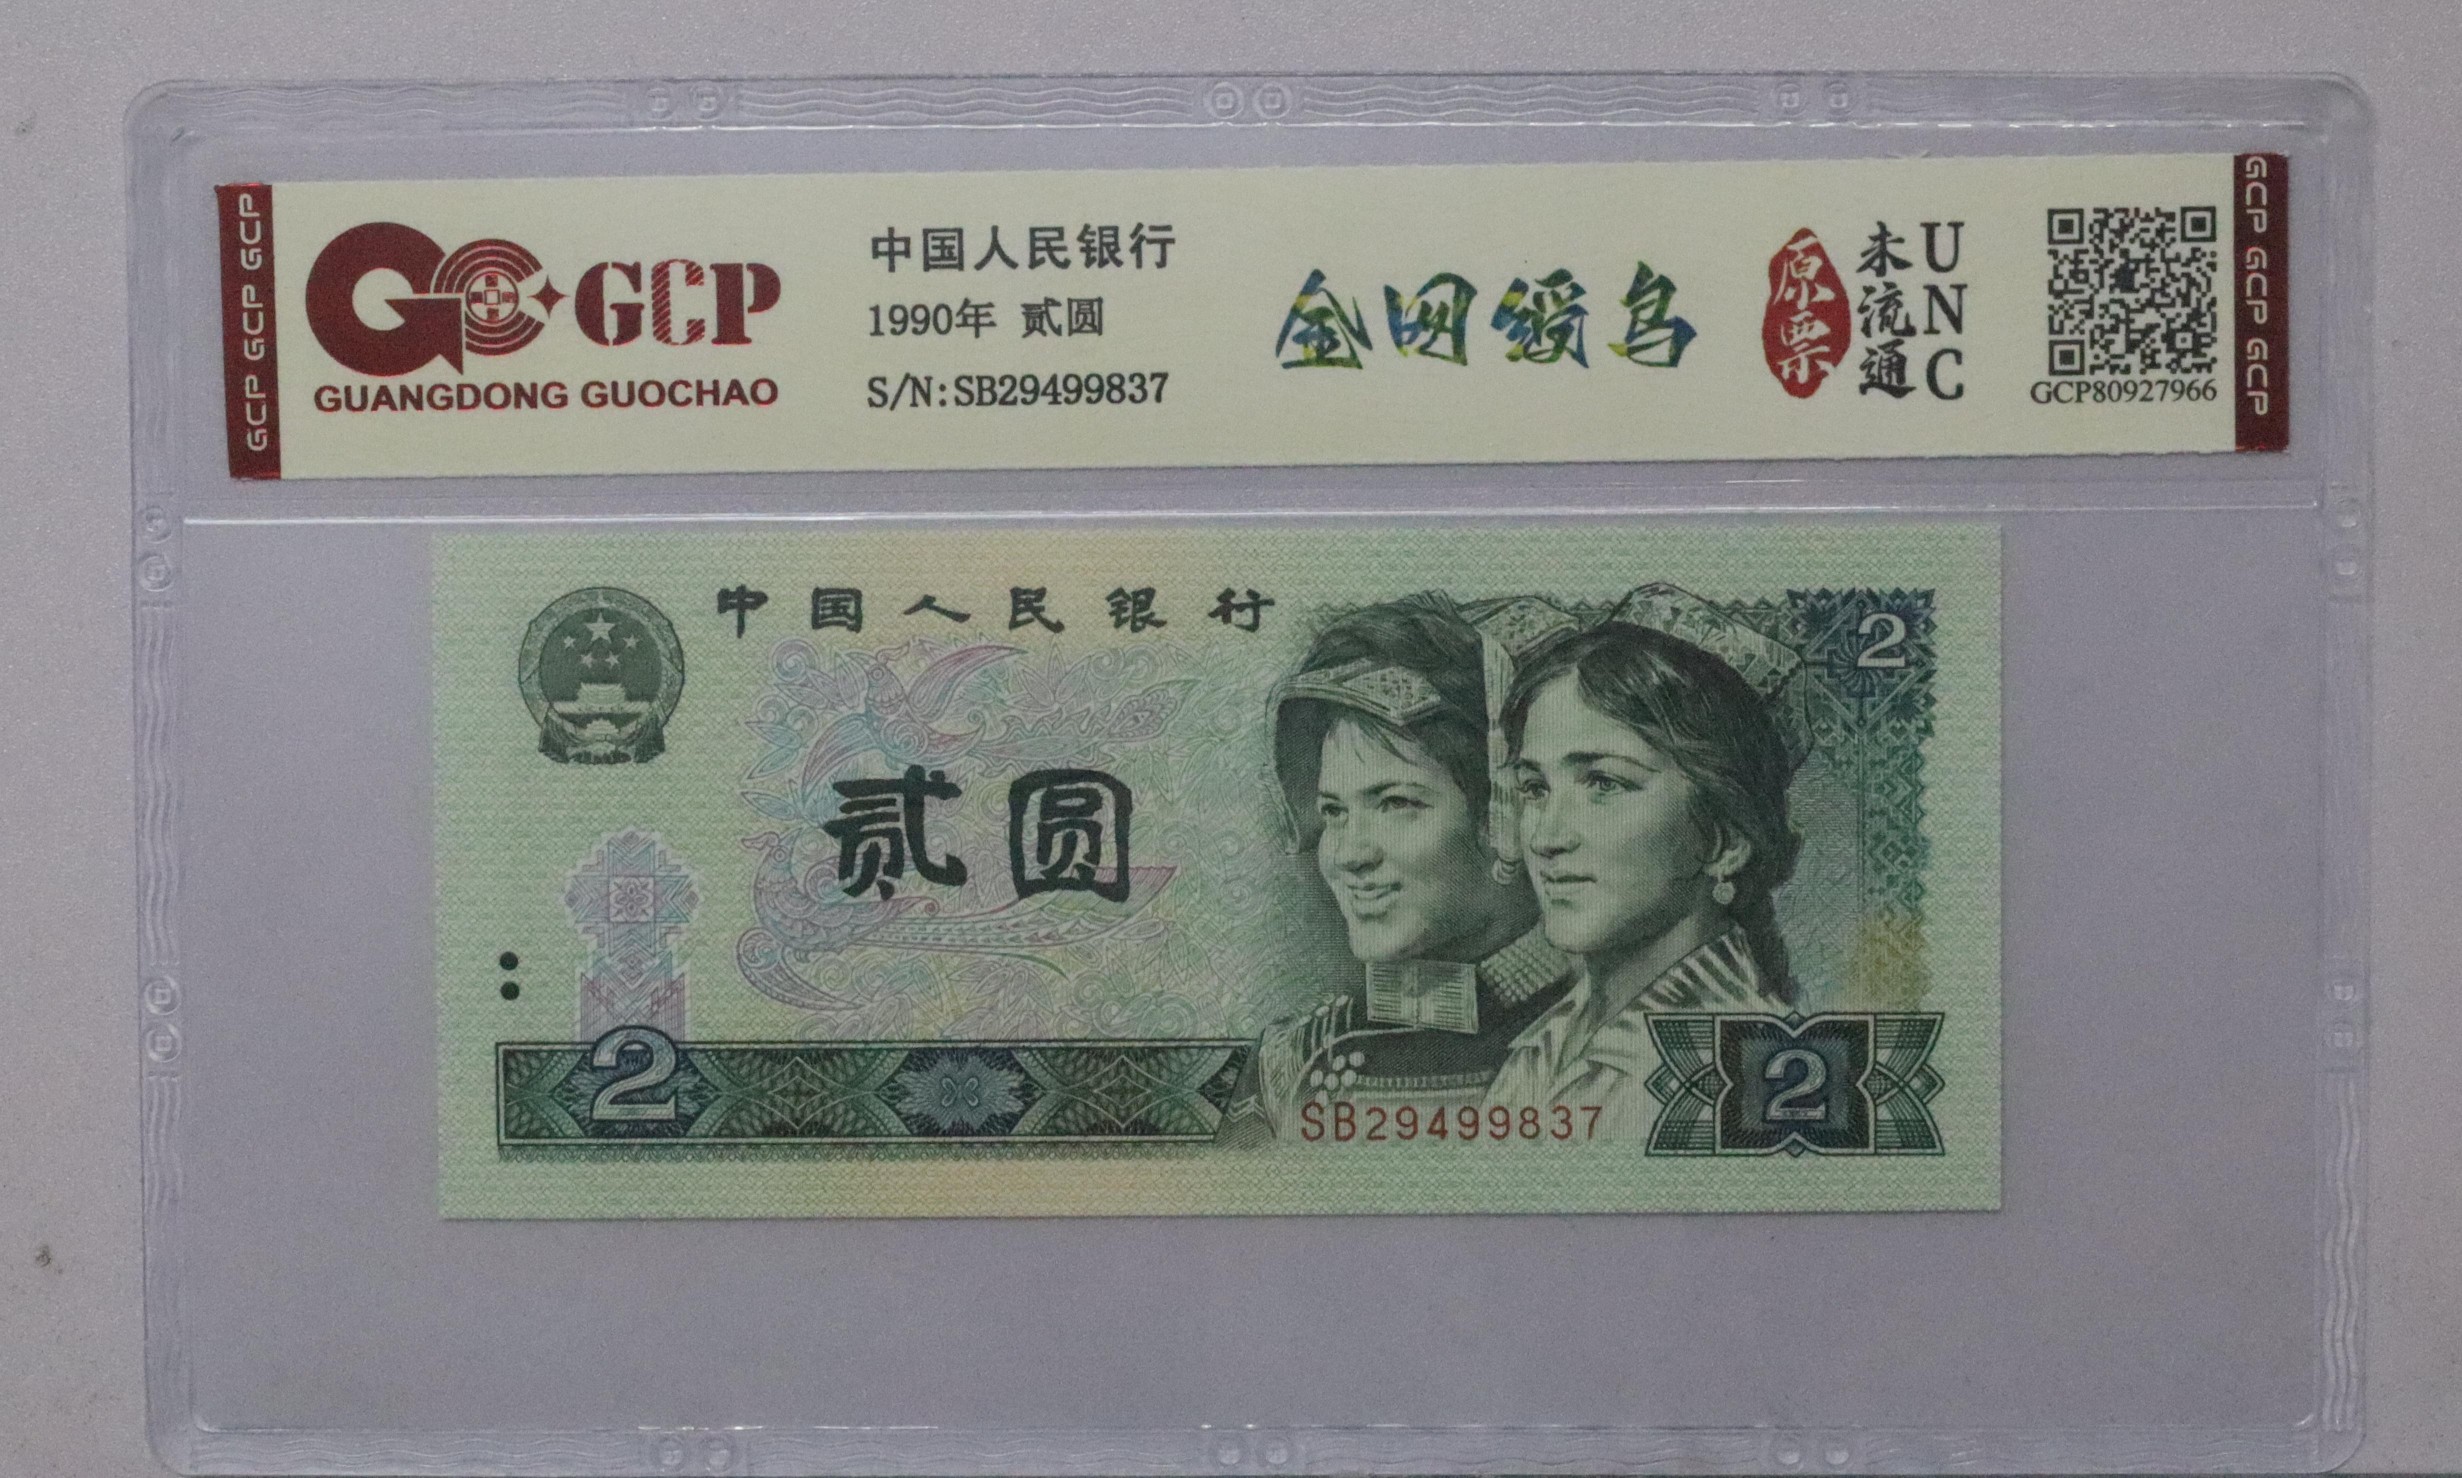 GCP GCP GCP
GCP
GUANGDONG GUOCHAO
中国人民银行
1990年 贰圆
S/N:SB29499837
金网绶鸟
原票
未流通
UNC
GCP80927966
GCP GCP GCP
中国人民银行
2
贰圆
2
SB29499837
2